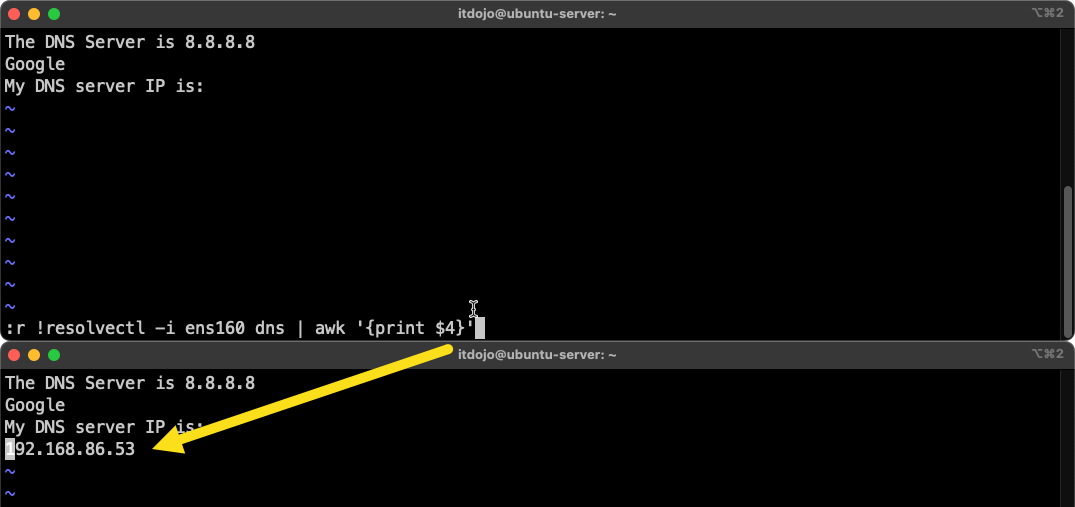 itdojo@ubuntu-server: ~
⌥⌘2
The DNS Server is 8.8.8.8
Google
My DNS server IP is:
~
~
~
~
~
~
~
~
~
~
:r !resolvectl -i ens160 dns | awk '{print $4}'
itdojo@ubuntu-server: ~
⌥⌘2
The DNS Server is 8.8.8.8
Google
My DNS server IP is:
192.168.86.53
~
~